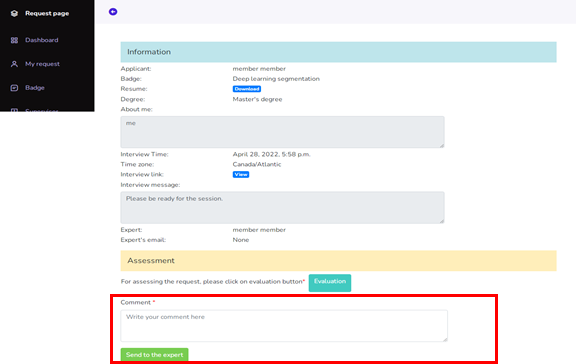 Request page
Dashboard
My request
Badge
Information
Applicant: member member
Badge: Deep learning segmentation
Resume: Download
Degree: Master's degree
About me:
me
Interview Time: April 28, 2022, 5:58 p.m.
Time zone: Canada/Atlantic
Interview link: View
Interview message:
Please be ready for the session.
Expert: member member
Expert's email: None
Assessment
For assessing the request, please click on evaluation button* Evaluation
Comment *
Write your comment here
Send to the expert